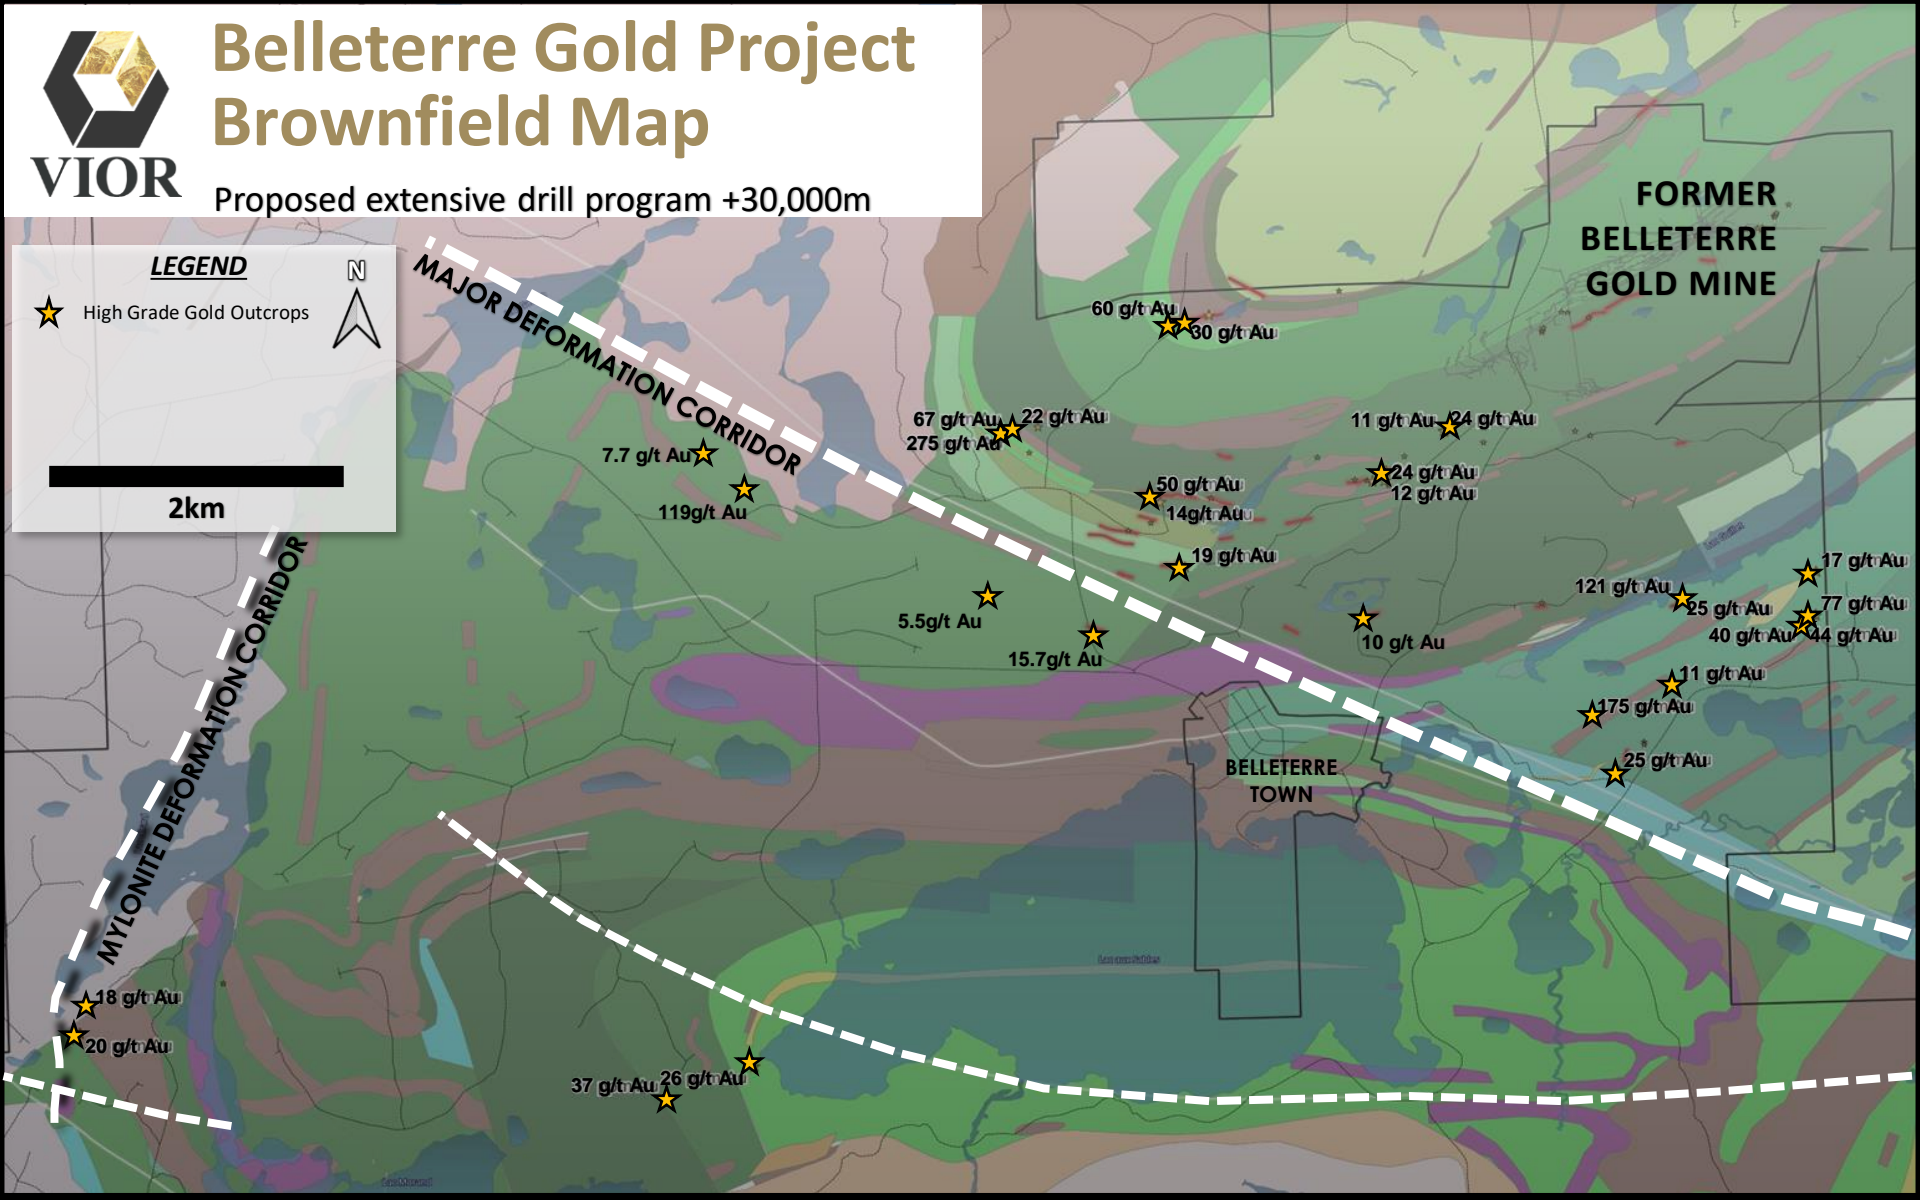 Belleterre Gold Project
Brownfield Map
VIOR
Proposed extensive drill program +30,000m
LEGEND
N
High Grade Gold Outcrops
2km
MAJOR DEFORMATION CORRIDOR
MYLONITE DEFORMATION CORRIDOR
FORMER
BELLETERRE
GOLD MINE
60 g/t Au
30 g/t Au
67 g/t Au
22 g/t Au
275 g/t Au
11 g/t Au
24 g/t Au
7.7 g/t Au
119g/t Au
50 g/t Au
14g/t Au
24 g/t Au
12 g/t Au
19 g/t Au
17 g/t Au
121 g/t Au
25 g/t Au
77 g/t Au
40 g/t Au
44 g/t Au
5.5g/t Au
15.7g/t Au
10 g/t Au
11 g/t Au
175 g/t Au
25 g/t Au
BELLETERRE
TOWN
Lac aux Sables
18 g/t Au
20 g/t Au
37 g/t Au
26 g/t Au